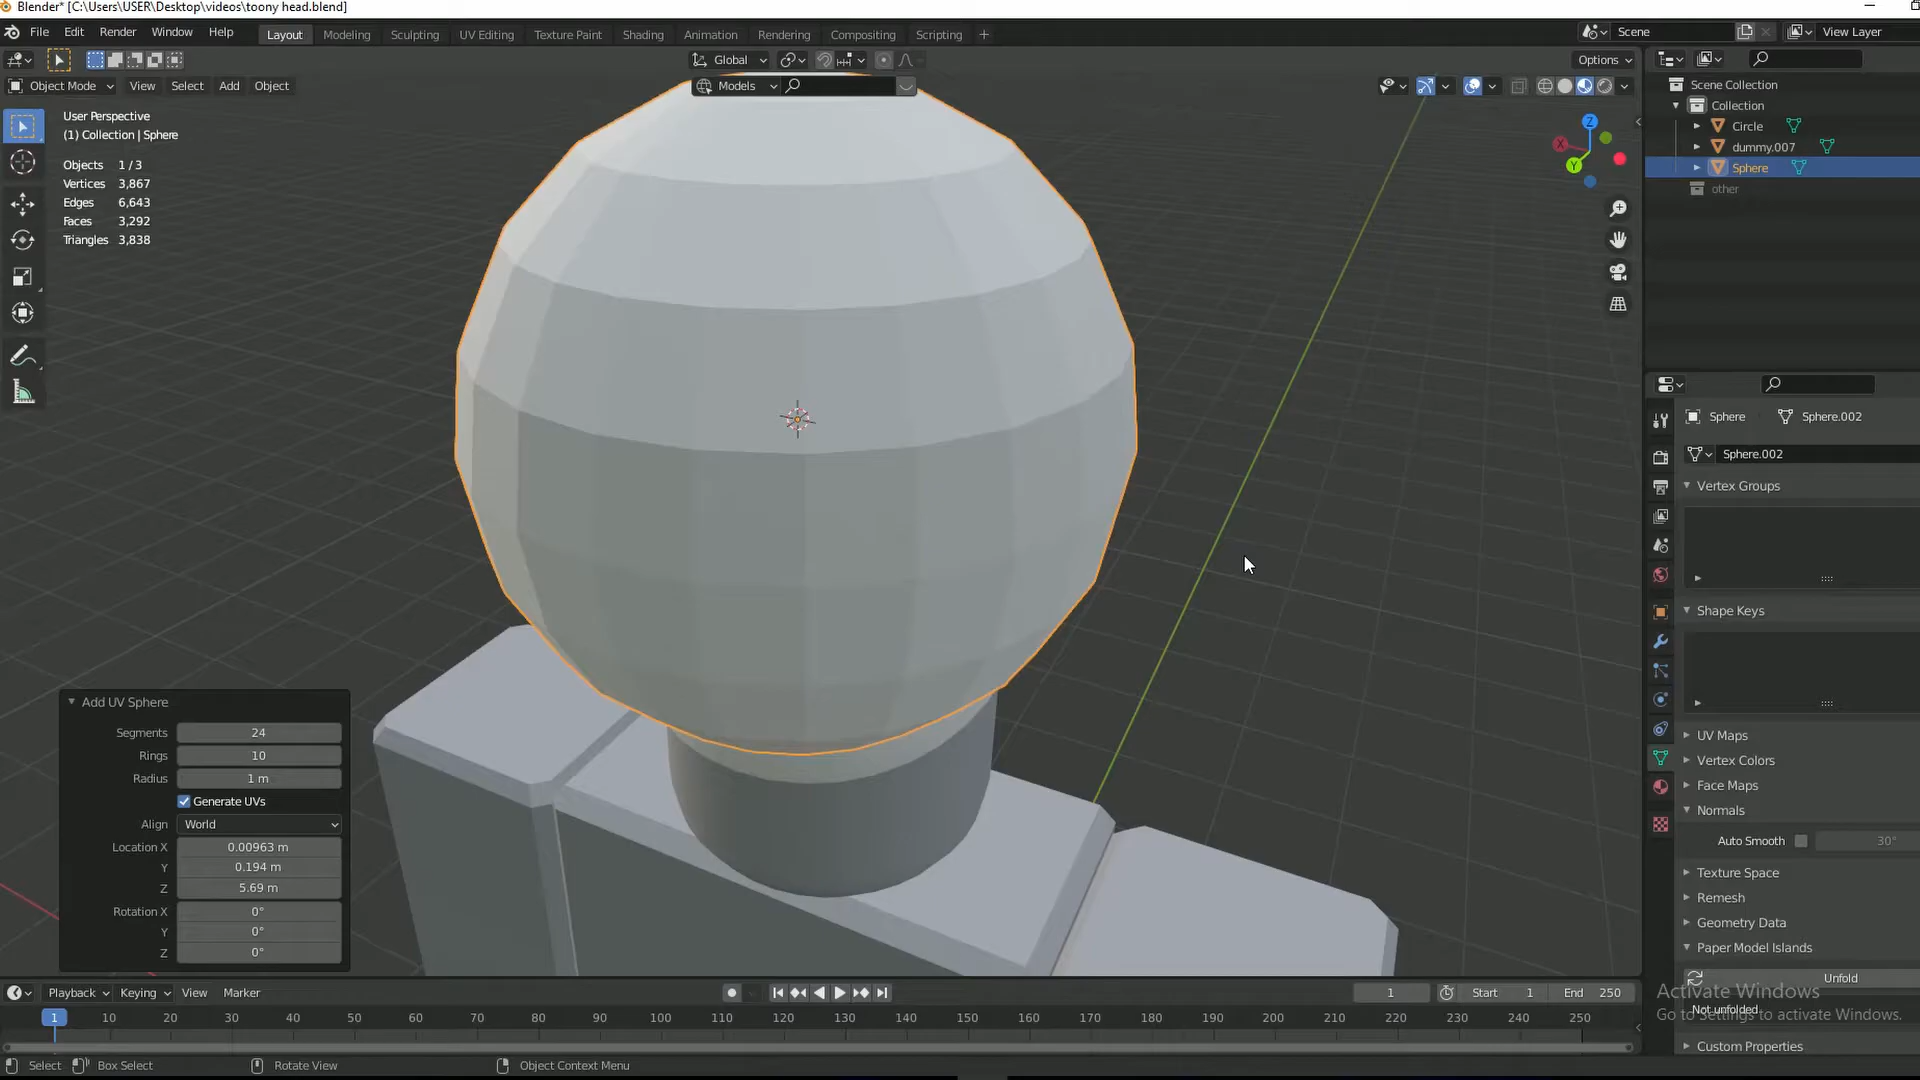 Blender* [C:\Users\USER\Desktop\videos\toony head.blend]
File Edit Render Window Help
Layout Modeling Sculpting UV Editing Texture Paint Shading Animation Rendering Compositing Scripting +
Scene View Layer
Global Options
Object Mode View Select Add Object
Models
User Perspective
(1) Collection | Sphere
Objects 1 / 3
Vertices 3,867
Edges 6,643
Faces 3,292
Triangles 3,838
Z
X
Y
Scene Collection
Collection
Circle
dummy.007
Sphere
other
Sphere Sphere.002
Sphere.002
Vertex Groups
Shape Keys
UV Maps
Vertex Colors
Face Maps
Normals
Auto Smooth 30°
Texture Space
Remesh
Geometry Data
Paper Model Islands
Unfold
Not unfolded
Custom Properties
Activate Windows
Go to Settings to activate Windows.
Add UV Sphere
Segments 24
Rings 10
Radius 1 m
Generate UVs
Align World
Location X 0.00963 m
Y 0.194 m
Z 5.69 m
Rotation X 0°
Y 0°
Z 0°
Playback Keying View Marker
1 Start 1 End 250
1 10 20 30 40 50 60 70 80 90 100 110 120 130 140 150 160 170 180 190 200 210 220 230 240 250
Select Box Select Rotate View Object Context Menu